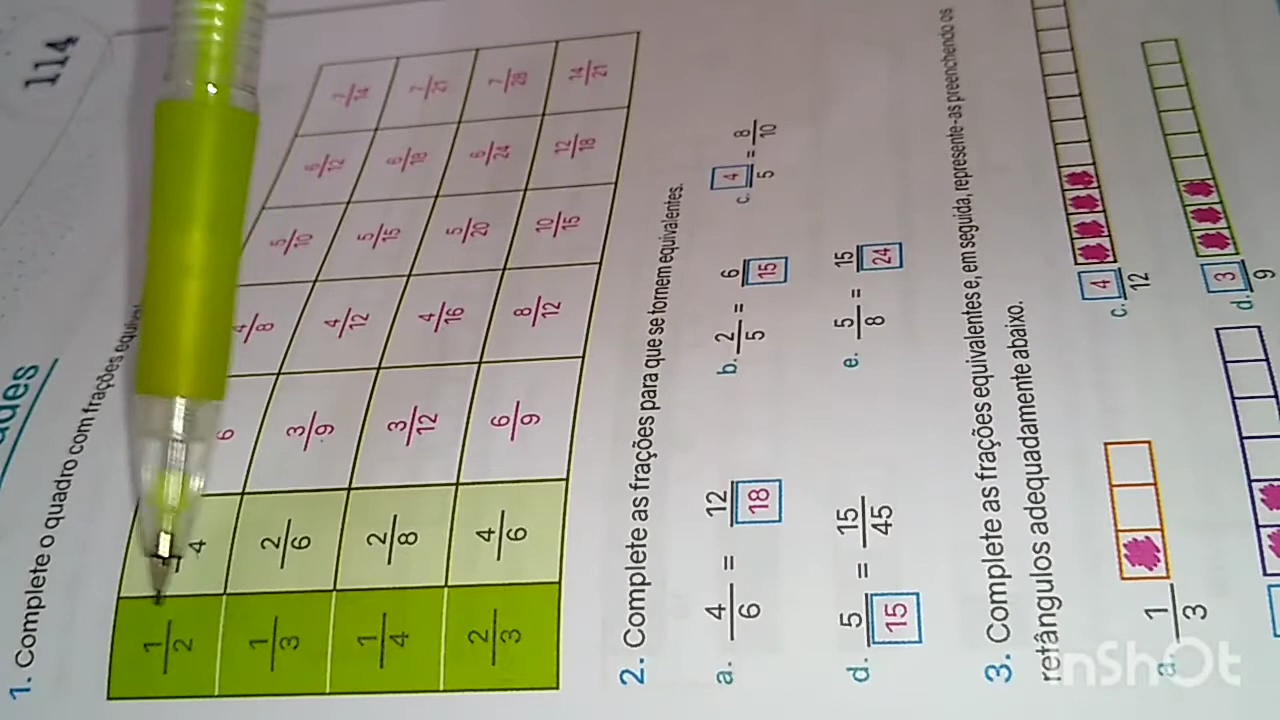 114
1. Complete o quadro com frações
1/2 4 6 4/8 5/10 6/12 7/14
1/3 2/6 3/9 4/12 5/15 6/18 7/21
1/4 2/8 3/12 4/16 5/20 6/24 7/28
2/3 4/6 6/9 8/12 10/15 12/18 14/21
2. Complete as frações para que se tornem equivalentes.
a. 4/6 = 12/18 b. 2/5 = 6/15 c. 4/5 = 8/10
d. 5/15 = 15/45 e. 5/8 = 15/24
3. Complete as frações equivalentes e, em seguida, represente-as preenchendo os
retângulos adequadamente abaixo.
a. 1/3 c. 4/12
d. 3/9
InShOt